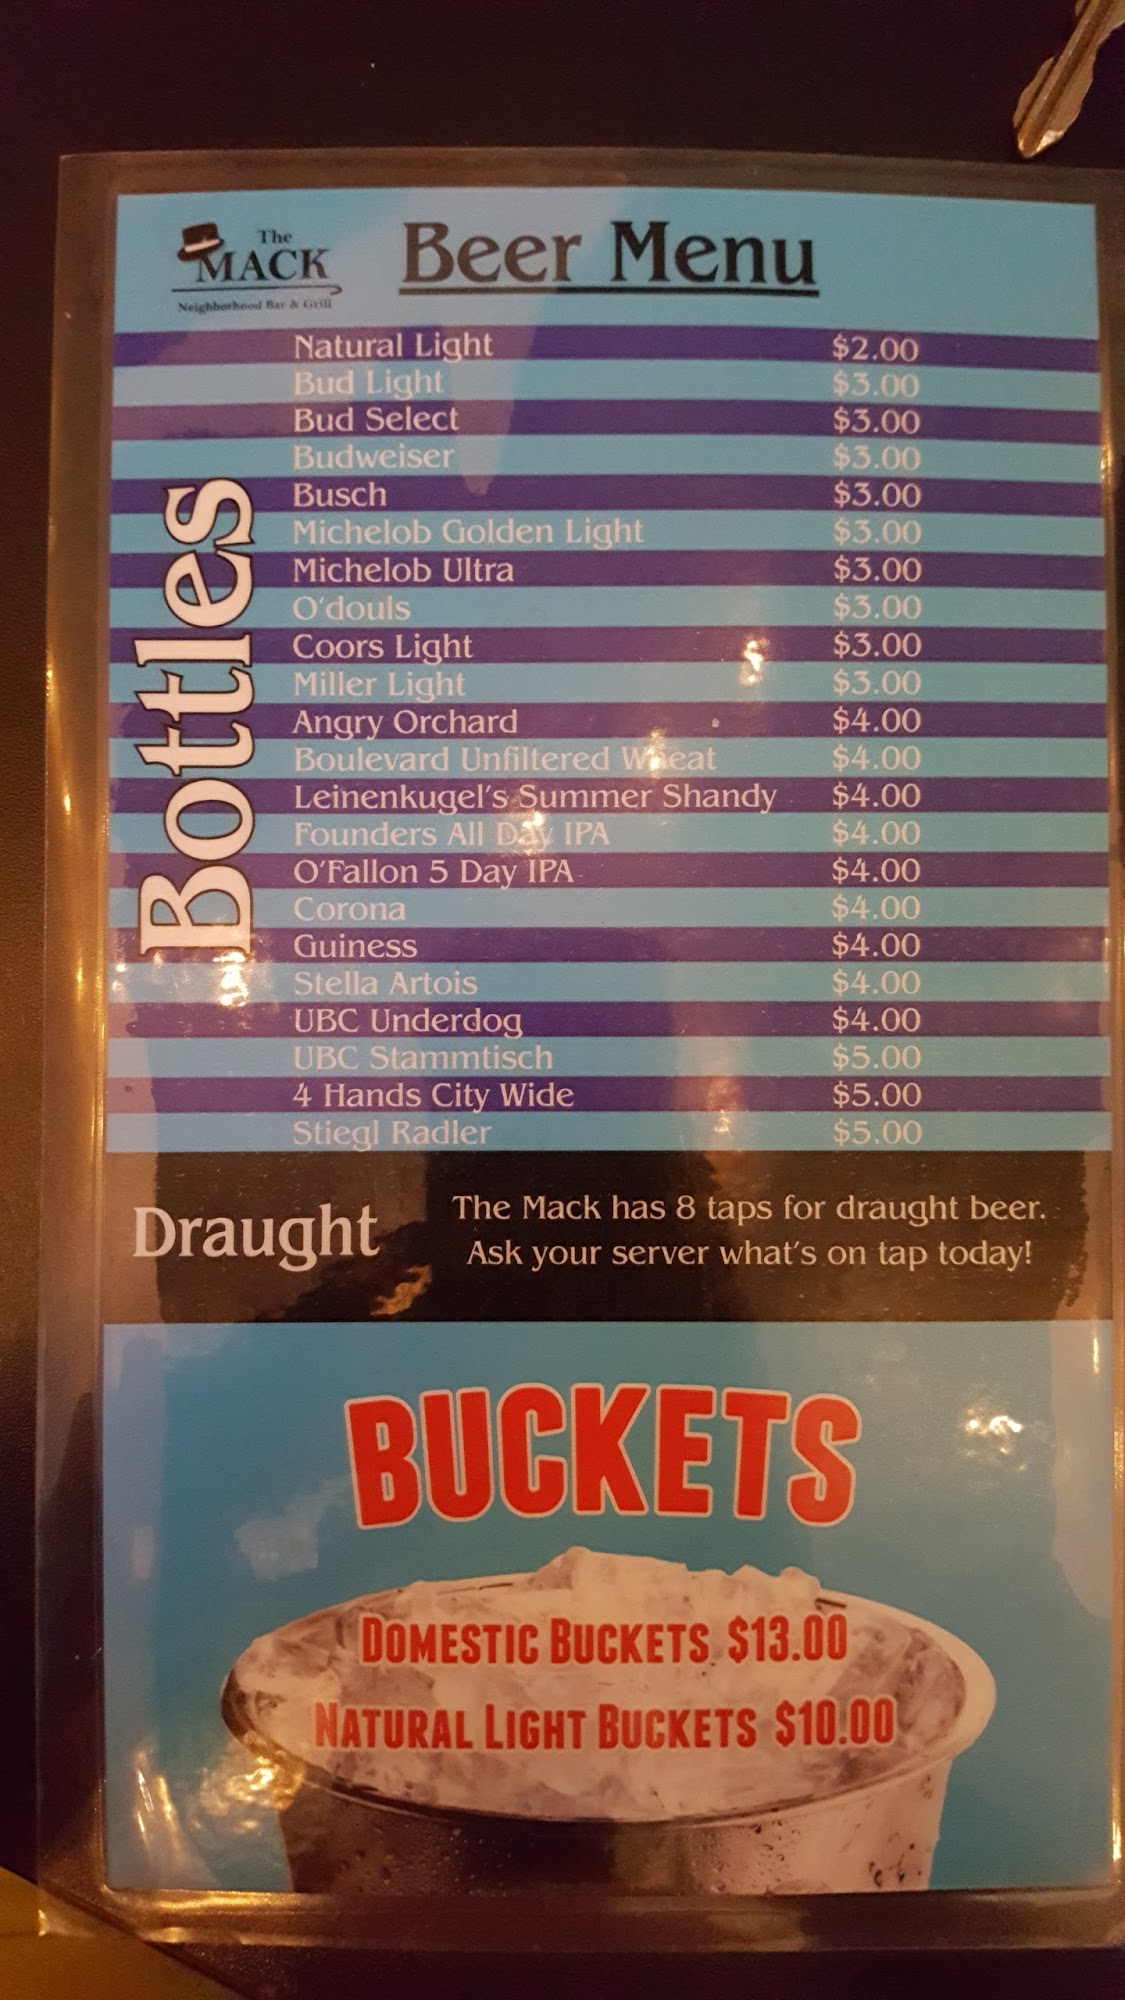 The
MACK
Neighborhood Bar & Grill
Beer Menu
Bottles
Natural Light $2.00
Bud Light $3.00
Bud Select $3.00
Budweiser $3.00
Busch $3.00
Michelob Golden Light $3.00
Michelob Ultra $3.00
O'douls $3.00
Coors Light $3.00
Miller Light $3.00
Angry Orchard $4.00
Boulevard Unfiltered Wheat $4.00
Leinenkugel's Summer Shandy $4.00
Founders All Day IPA $4.00
O'Fallon 5 Day IPA $4.00
Corona $4.00
Guiness $4.00
Stella Artois $4.00
UBC Underdog $4.00
UBC Stammtisch $5.00
4 Hands City Wide $5.00
Stiegl Radler $5.00
Draught
The Mack has 8 taps for draught beer.
Ask your server what's on tap today!
BUCKETS
DOMESTIC BUCKETS $13.00
NATURAL LIGHT BUCKETS $10.00